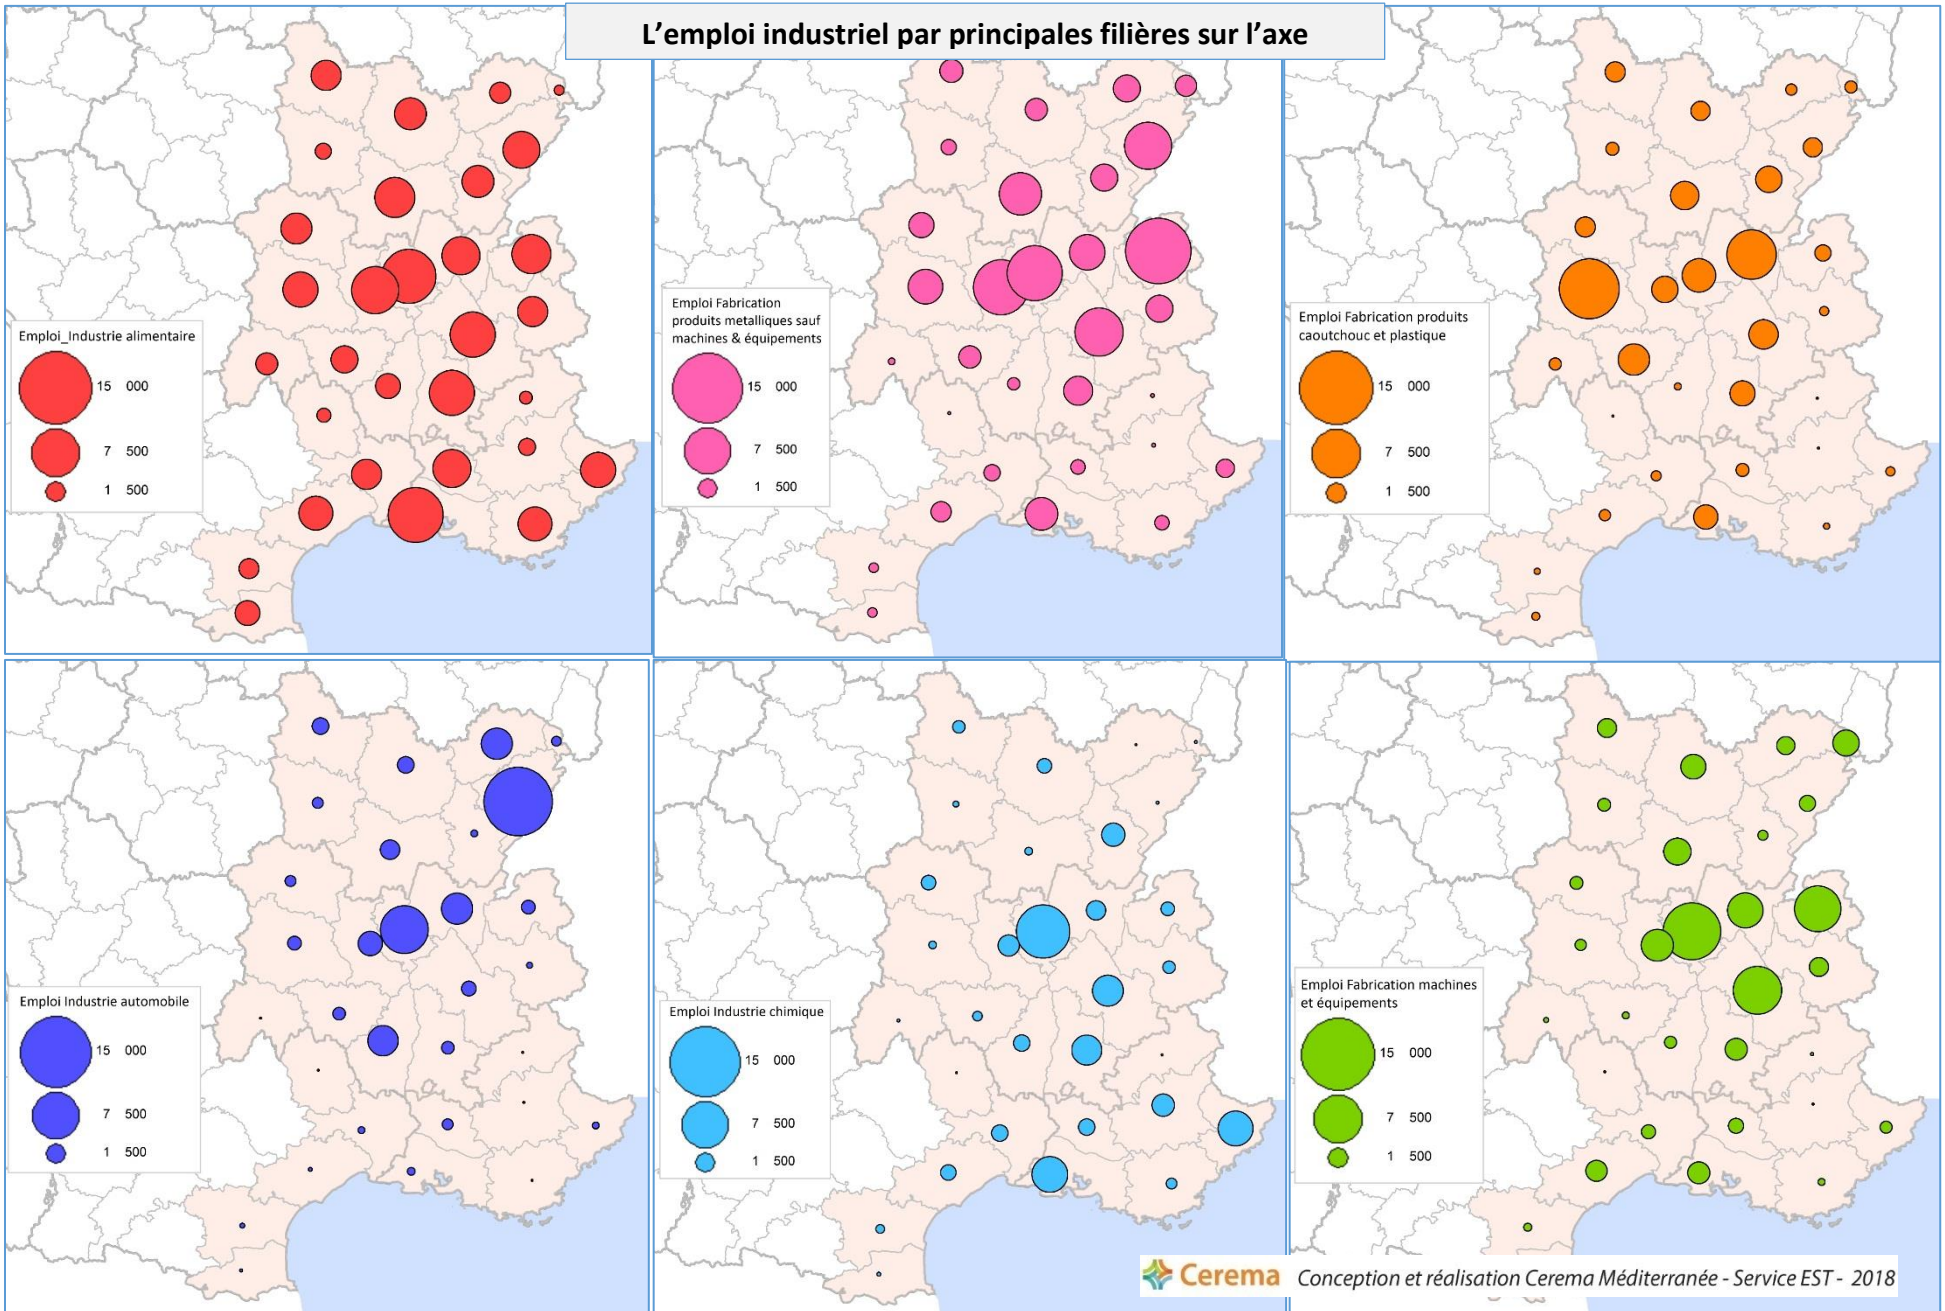 L'emploi industriel par principales filières sur l'axe
Emploi_Industrie alimentaire
15 000
7 500
1 500
Emploi Fabrication
produits metalliques sauf
machines & équipements
15 000
7 500
1 500
Emploi Fabrication produits
caoutchouc et plastique
15 000
7 500
1 500
Emploi Industrie automobile
15 000
7 500
1 500
Emploi Industrie chimique
15 000
7 500
1 500
Emploi Fabrication machines
et équipements
15 000
7 500
1 500
Cerema Conception et réalisation Cerema Méditerranée - Service EST - 2018